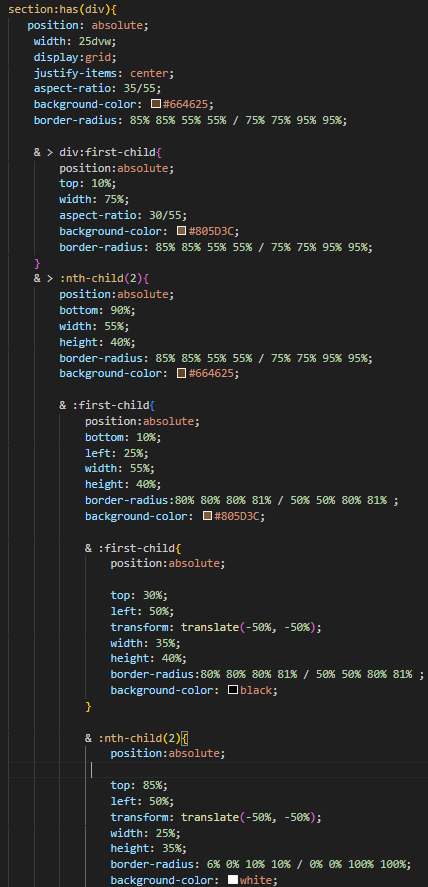 section:has(div){
position: absolute;
width: 25dvw;
display:grid;
justify-items: center;
aspect-ratio: 35/55;
background-color: #664625;
border-radius: 85% 85% 55% 55% / 75% 75% 95% 95%;
& > div:first-child{
position:absolute;
top: 10%;
width: 75%;
aspect-ratio: 30/55;
background-color: #805D3C;
border-radius: 85% 85% 55% 55% / 75% 75% 95% 95%;
}
& > :nth-child(2){
position:absolute;
bottom: 90%;
width: 55%;
height: 40%;
border-radius: 85% 85% 55% 55% / 75% 75% 95% 95%;
background-color: #664625;
& :first-child{
position:absolute;
bottom: 10%;
left: 25%;
width: 55%;
height: 40%;
border-radius:80% 80% 80% 81% / 50% 50% 80% 81% ;
background-color: #805D3C;
& :first-child{
position:absolute;
top: 30%;
left: 50%;
transform: translate(-50%, -50%);
width: 35%;
height: 40%;
border-radius:80% 80% 80% 81% / 50% 50% 80% 81% ;
background-color: black;
}
& :nth-child(2){
position:absolute;
top: 85%;
left: 50%;
transform: translate(-50%, -50%);
width: 25%;
height: 35%;
border-radius: 6% 0% 10% 10% / 0% 0% 100% 100%;
background-color: white;